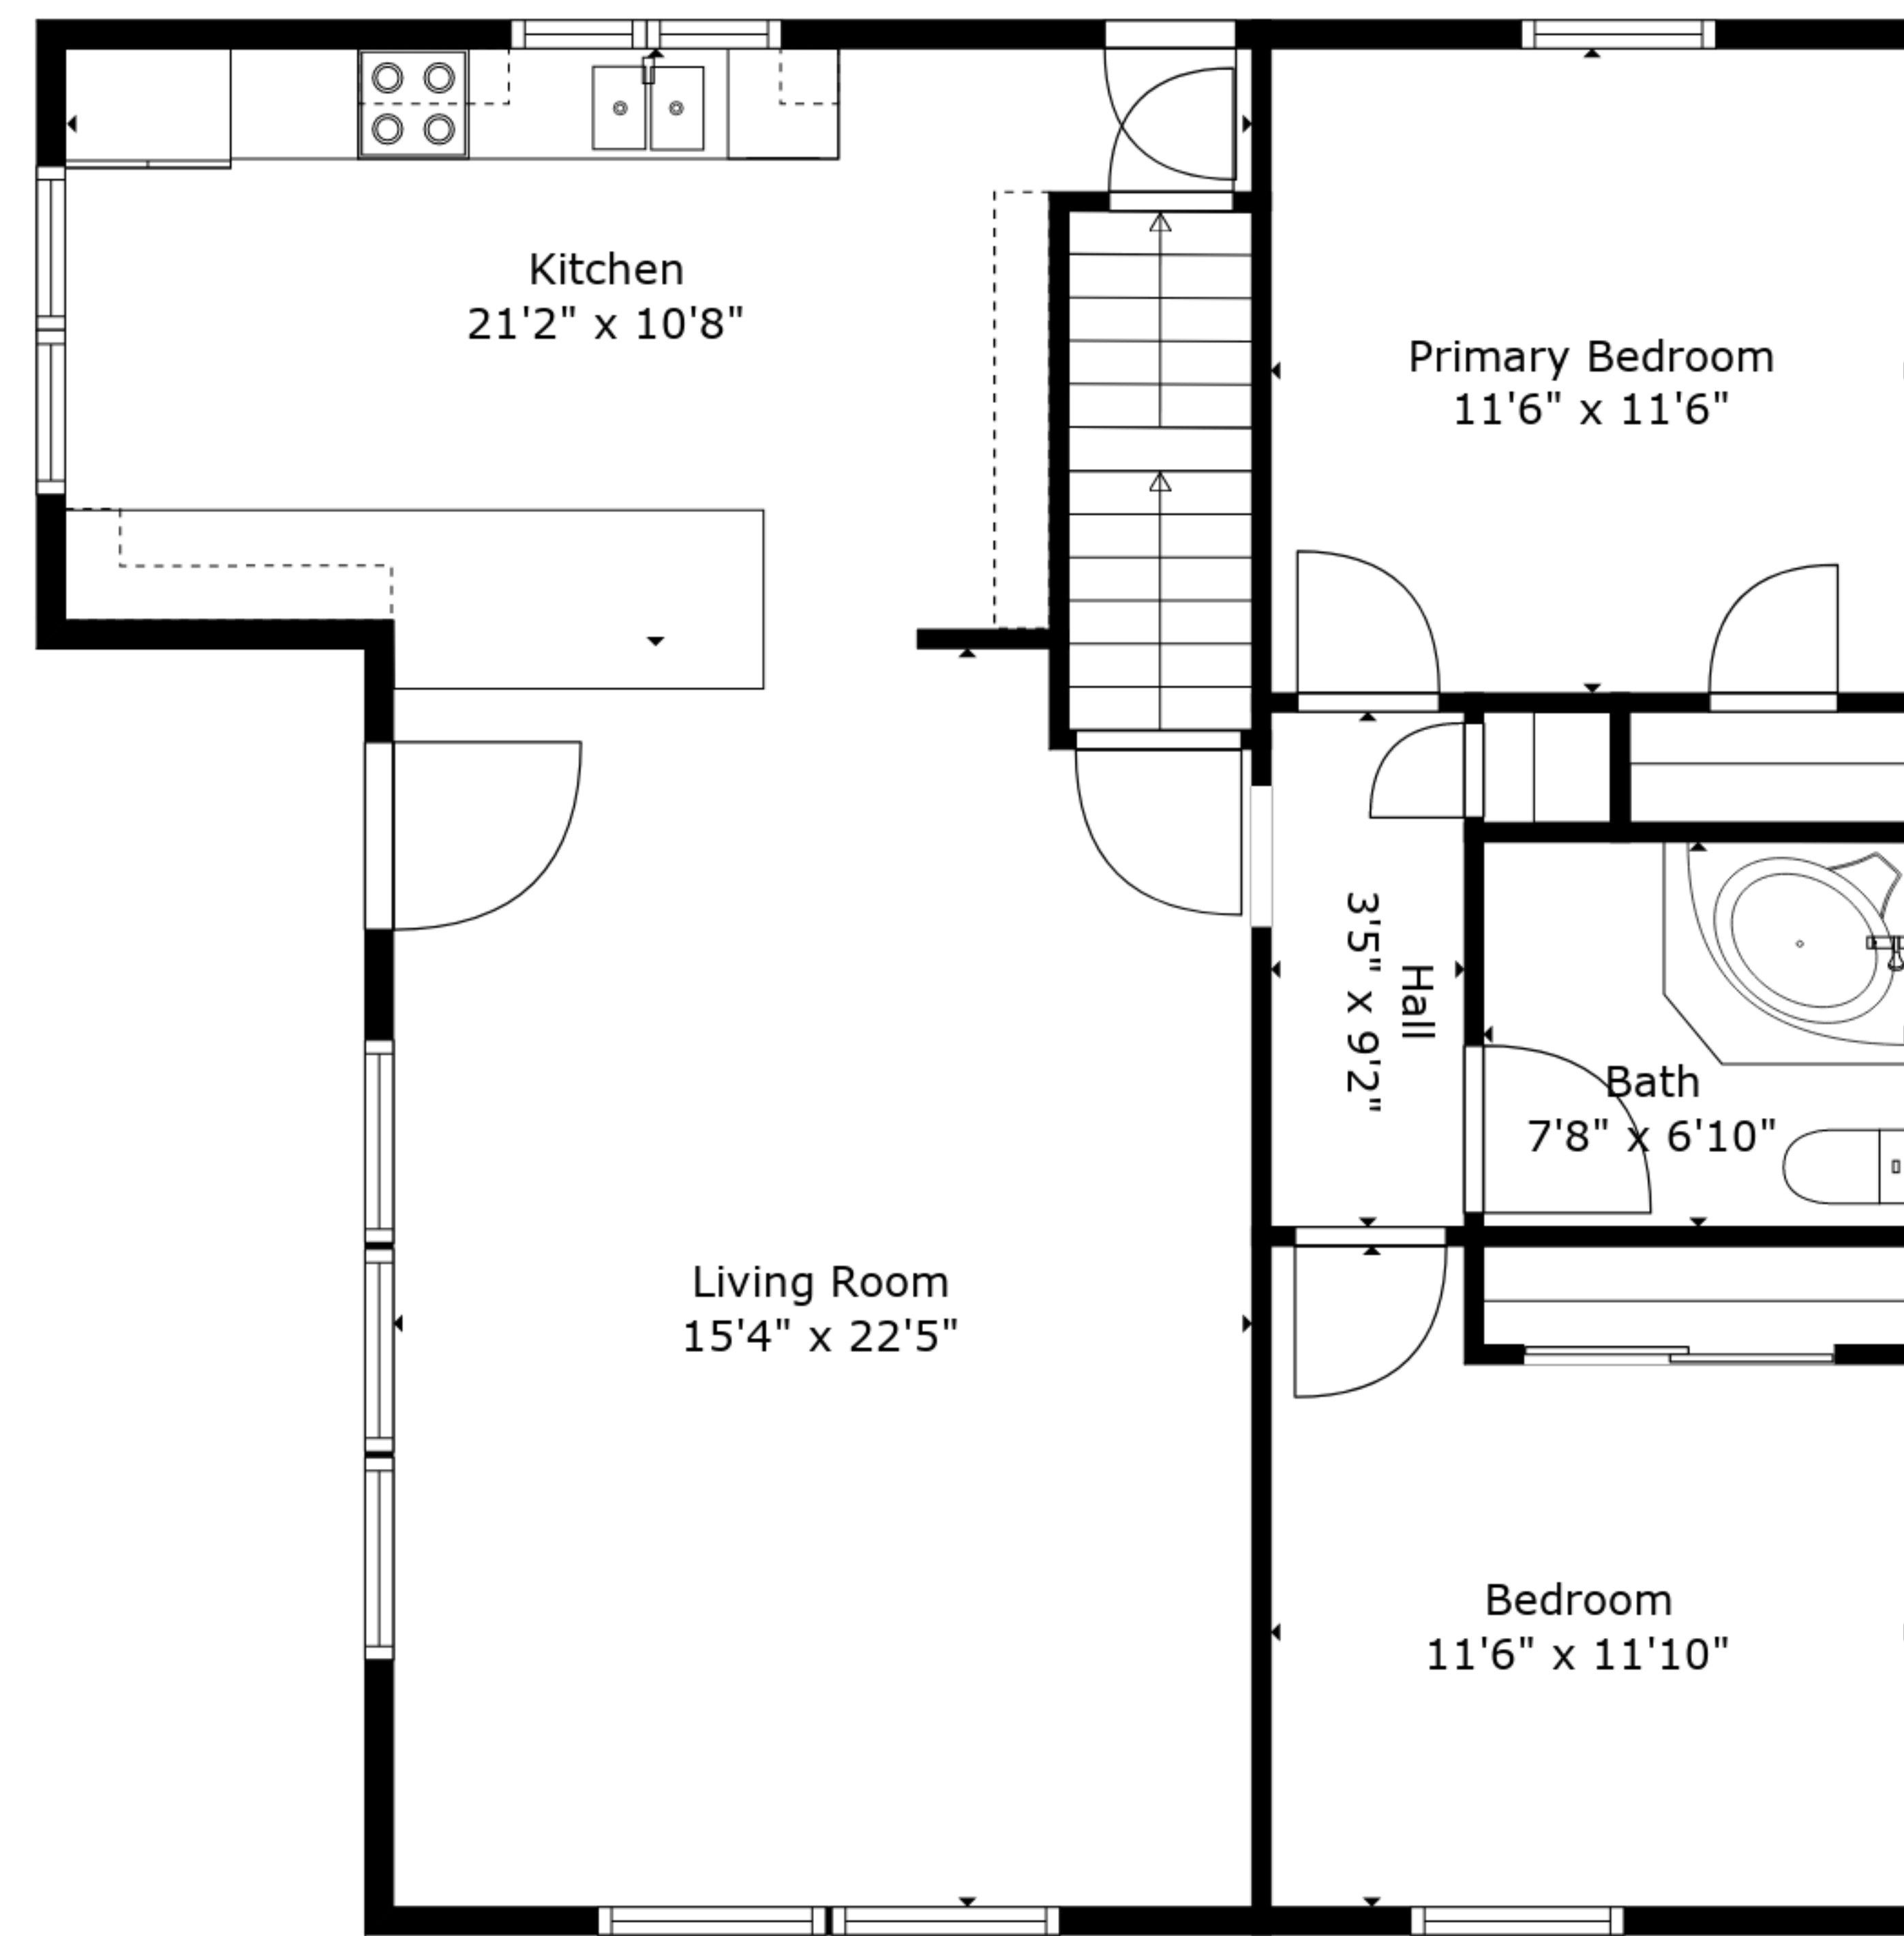 Kitchen
21'2" x 10'8"
Primary Bedroom
11'6" x 11'6"
Hall
3'5" x 9'2"
Bath
7'8" x 6'10"
Living Room
15'4" x 22'5"
Bedroom
11'6" x 11'10"